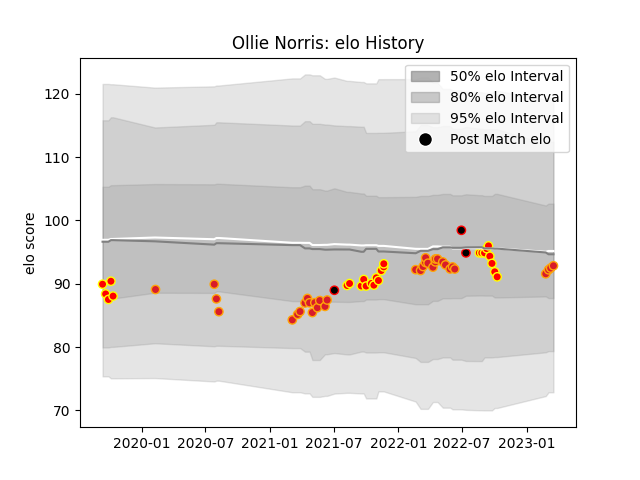 Ollie Norris: elo History
50% elo Interval
80% elo Interval
95% elo Interval
Post Match elo
elo score
120
110
100
90
80
70
2020-01 2020-07 2021-01 2021-07 2022-01 2022-07 2023-01